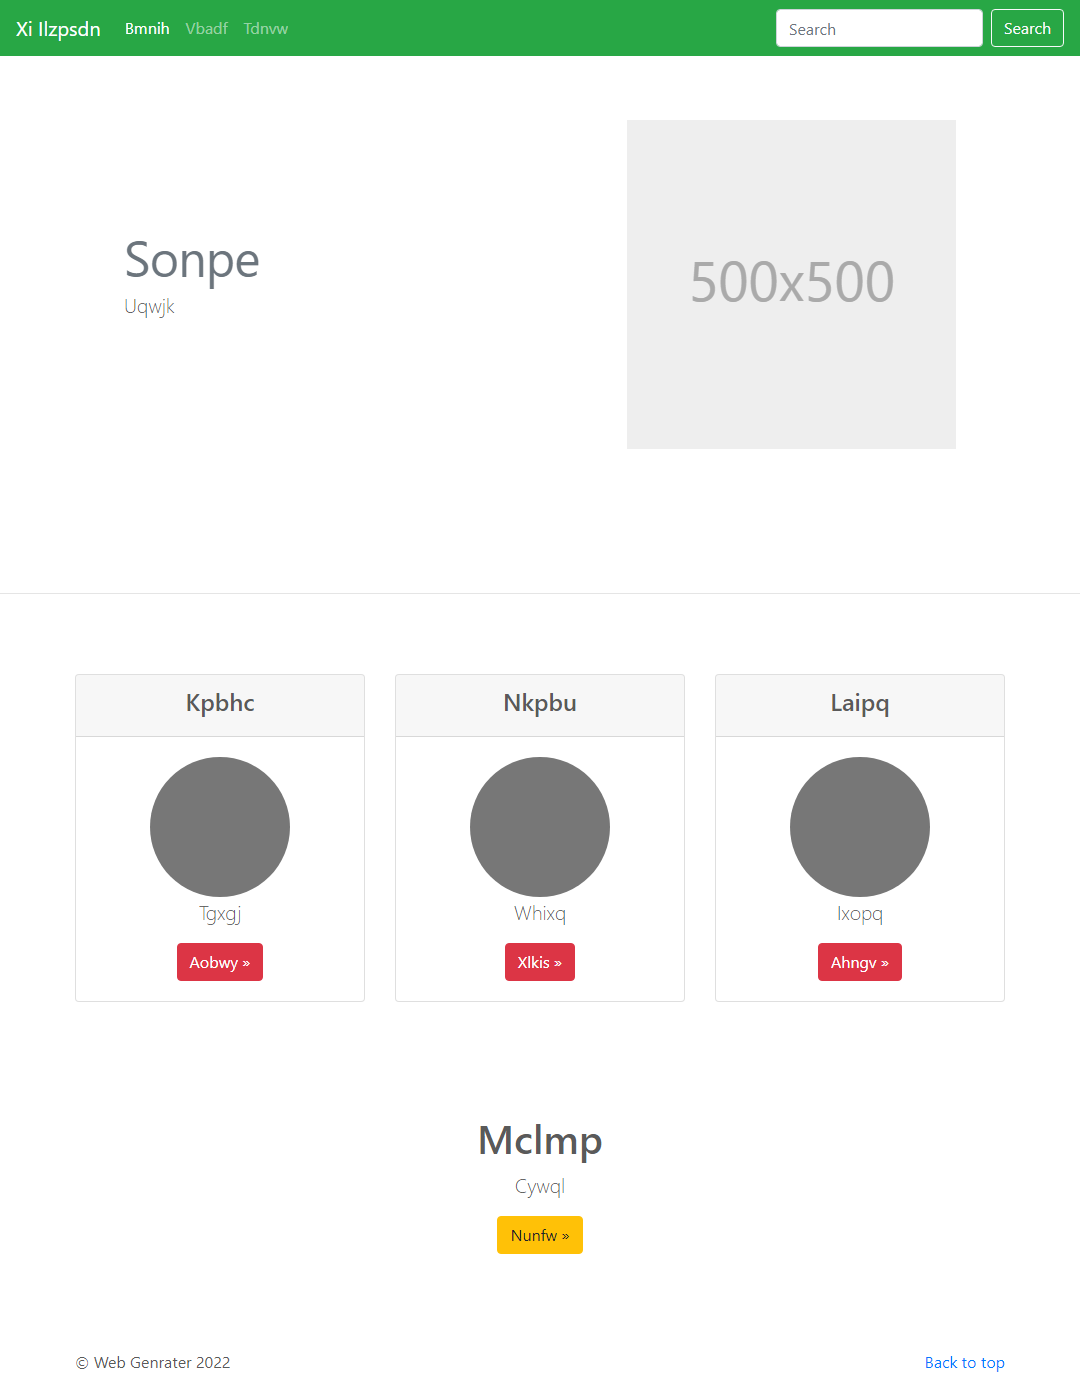 Xi Ilzpsdn Bmnih Vbadf Tdnvw Search Search
Sonpe
Uqwjk
500x500
Kpbhc
Tgxgj
Aobwy »
Nkpbu
Whixq
Xlkis »
Laipq
Ixopq
Ahngv »
Mclmp
Cywql
Nunfw »
© Web Genrater 2022
Back to top